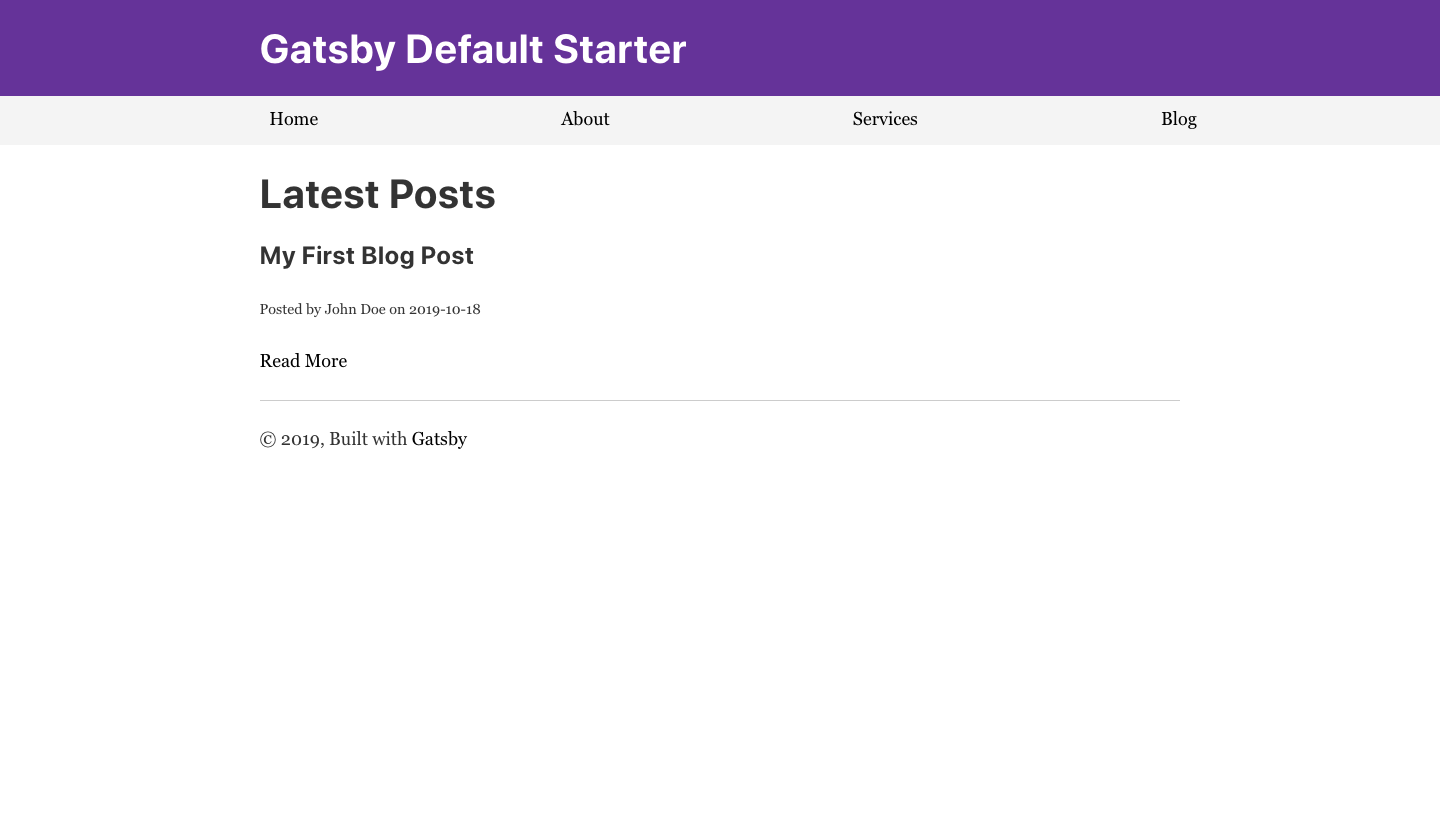 Gatsby Default Starter
Home About Services Blog
Latest Posts
My First Blog Post
Posted by John Doe on 2019-10-18
Read More
© 2019, Built with Gatsby